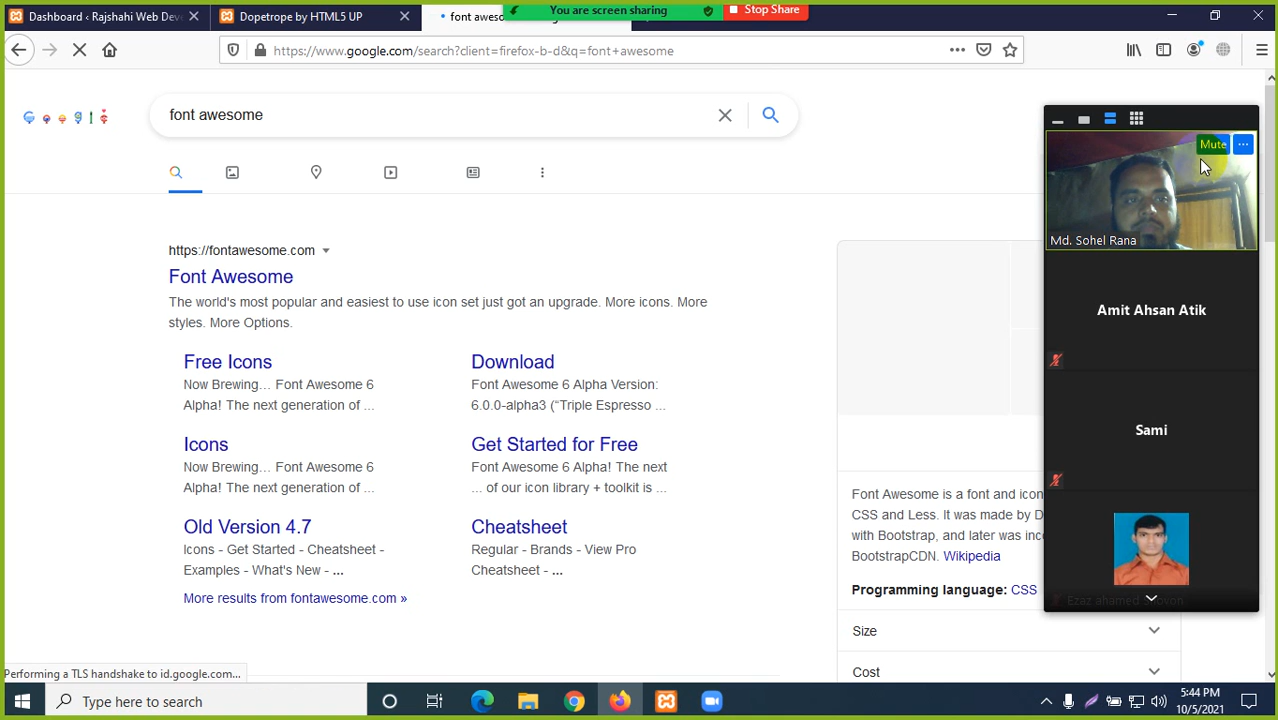 You are screen sharing
Stop Share
Dashboard ‹ Rajshahi Web Deve
Dopetrope by HTML5 UP
font aweso
https://www.google.com/search?client=firefox-b-d&q=font+awesome
Google
font awesome
https://fontawesome.com
Font Awesome
The world's most popular and easiest to use icon set just got an upgrade. More icons. More
styles. More Options.
Free Icons
Now Brewing… Font Awesome 6
Alpha! The next generation of ...
Download
Font Awesome 6 Alpha Version:
6.0.0-alpha3 (“Triple Espresso ...
Icons
Now Brewing… Font Awesome 6
Alpha! The next generation of ...
Get Started for Free
Font Awesome 6 Alpha! The next
... of our icon library + toolkit is ...
Old Version 4.7
Icons - Get Started - Cheatsheet -
Examples - What's New - ...
Cheatsheet
Regular - Brands - View Pro
Cheatsheet - ...
More results from fontawesome.com »
Font Awesome is a font and icon
CSS and Less. It was made by D
with Bootstrap, and later was inc
BootstrapCDN. Wikipedia
Programming language: CSS
Size
Cost
Mute
Md. Sohel Rana
Amit Ahsan Atik
Sami
Ezaz ahamed Shovon
Performing a TLS handshake to id.google.com...
Type here to search
5:44 PM
10/5/2021